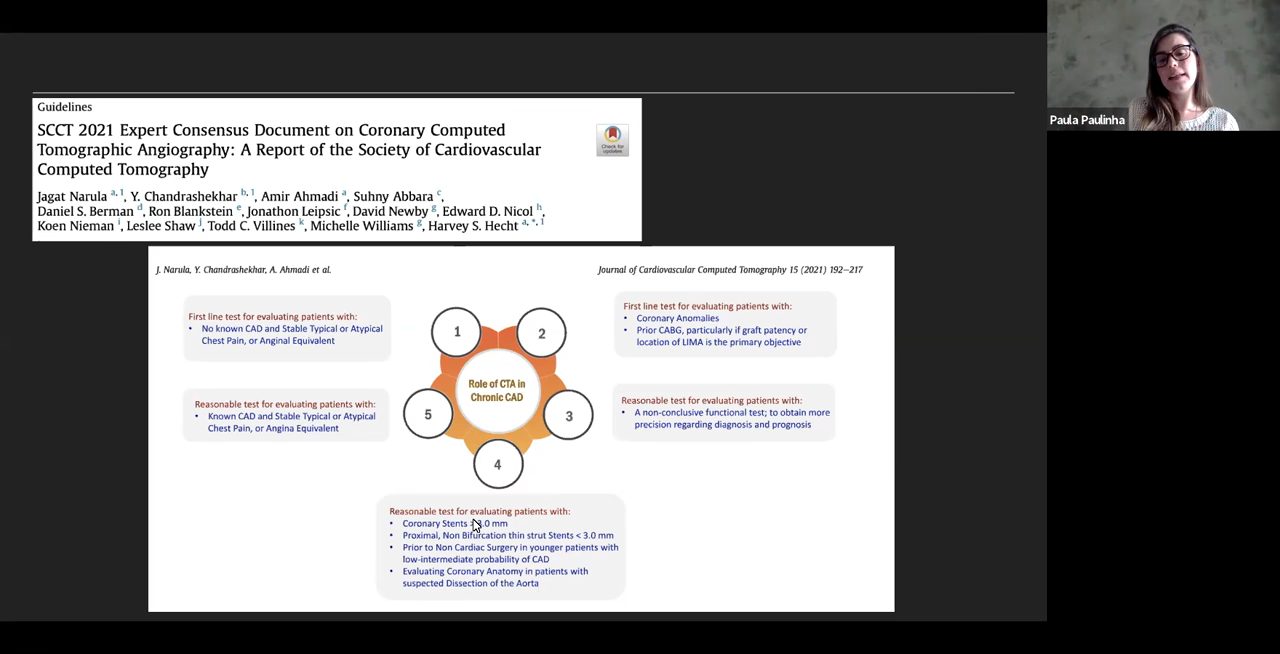 Paula Paulinha
Guidelines
SCCT 2021 Expert Consensus Document on Coronary Computed
Tomographic Angiography: A Report of the Society of Cardiovascular
Computed Tomography
Check for
updates
Jagat Narula a,1, Y. Chandrashekhar b,1, Amir Ahmadi a, Suhny Abbara c,
Daniel S. Berman d, Ron Blankstein e, Jonathon Leipsic f, David Newby g, Edward D. Nicol h,
Koen Nieman i, Leslee Shaw j, Todd C. Villines k, Michelle Williams g, Harvey S. Hecht a,*,1
J. Narula, Y. Chandrashekhar, A. Ahmadi et al.
Journal of Cardiovascular Computed Tomography 15 (2021) 192–217
First line test for evaluating patients with:
• No known CAD and Stable Typical or Atypical
Chest Pain, or Anginal Equivalent
1
2
First line test for evaluating patients with:
• Coronary Anomalies
• Prior CABG, particularly if graft patency or
location of LIMA is the primary objective
Role of CTA in
Chronic CAD
Reasonable test for evaluating patients with:
• Known CAD and Stable Typical or Atypical
Chest Pain, or Angina Equivalent
5
3
Reasonable test for evaluating patients with:
• A non-conclusive functional test; to obtain more
precision regarding diagnosis and prognosis
4
Reasonable test for evaluating patients with:
• Coronary Stents 3.0 mm
• Proximal, Non Bifurcation thin strut Stents < 3.0 mm
• Prior to Non Cardiac Surgery in younger patients with
low-intermediate probability of CAD
• Evaluating Coronary Anatomy in patients with
suspected Dissection of the Aorta